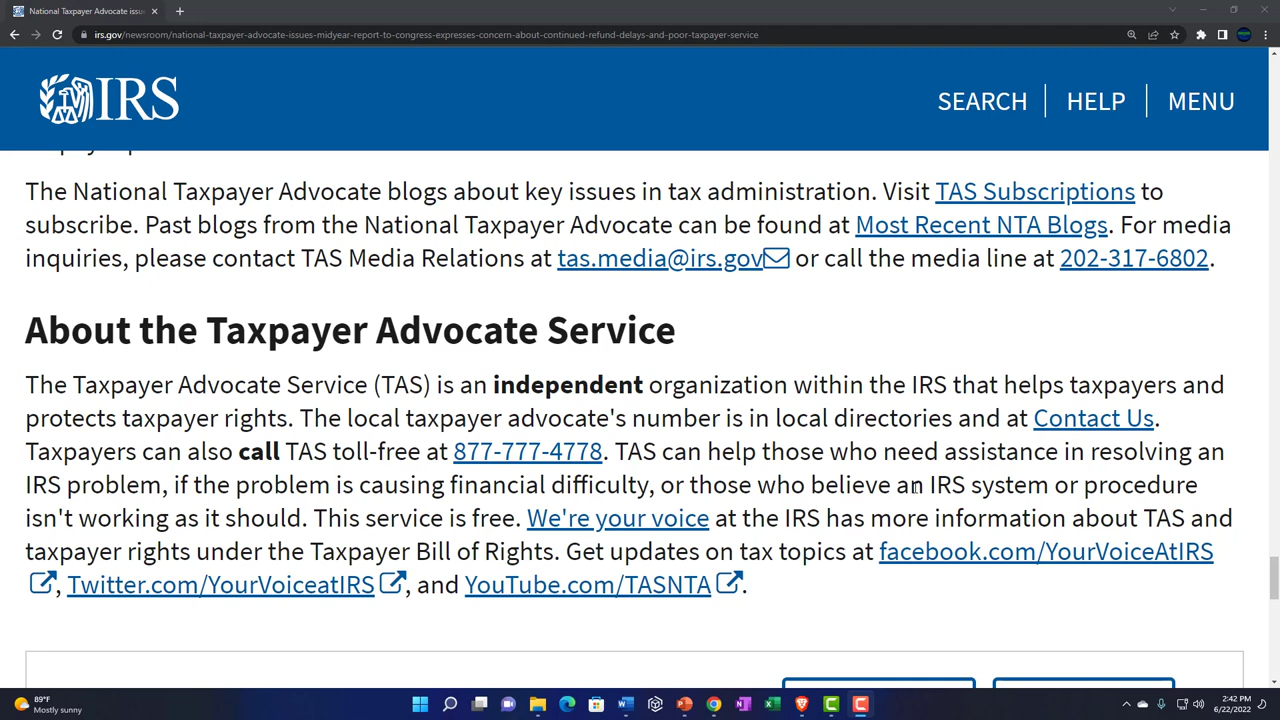 National Taxpayer Advocate issu
irs.gov/newsroom/national-taxpayer-advocate-issues-midyear-report-to-congress-expresses-concern-about-continued-refund-delays-and-poor-taxpayer-service
IRS
SEARCH HELP MENU
The National Taxpayer Advocate blogs about key issues in tax administration. Visit TAS Subscriptions to
subscribe. Past blogs from the National Taxpayer Advocate can be found at Most Recent NTA Blogs. For media
inquiries, please contact TAS Media Relations at tas.media@irs.gov or call the media line at 202-317-6802.
About the Taxpayer Advocate Service
The Taxpayer Advocate Service (TAS) is an independent organization within the IRS that helps taxpayers and
protects taxpayer rights. The local taxpayer advocate's number is in local directories and at Contact Us.
Taxpayers can also call TAS toll-free at 877-777-4778. TAS can help those who need assistance in resolving an
IRS problem, if the problem is causing financial difficulty, or those who believe an IRS system or procedure
isn't working as it should. This service is free. We're your voice at the IRS has more information about TAS and
taxpayer rights under the Taxpayer Bill of Rights. Get updates on tax topics at facebook.com/YourVoiceAtIRS
, Twitter.com/YourVoiceatIRS , and YouTube.com/TASNTA .
89°F
Mostly sunny
2:42 PM
6/22/2022